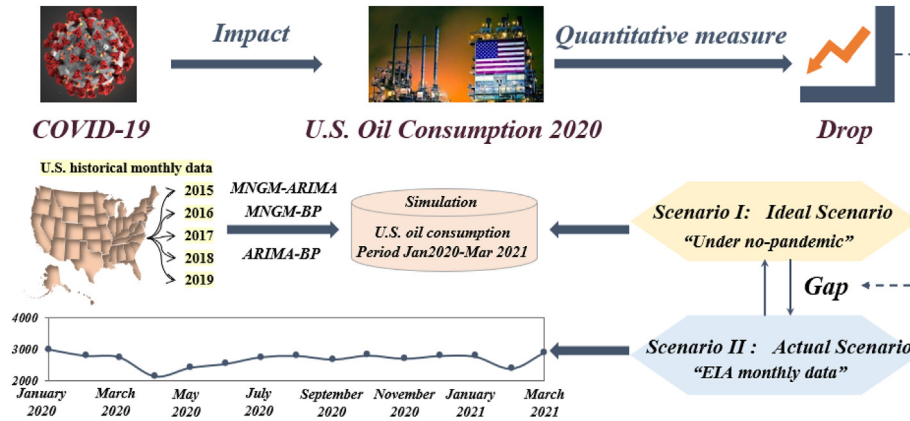 Impact
Quantitative measure
COVID-19
U.S. Oil Consumption 2020
Drop
U.S. historical monthly data
2015
2016
2017
2018
2019
MNGM-ARIMA
MNGM-BP
ARIMA-BP
Simulation
U.S. oil consumption
Period Jan2020-Mar 2021
Scenario I: Ideal Scenario
“Under no-pandemic”
Gap
Scenario II : Actual Scenario
“EIA monthly data”
4000
3000
2000
January 2020
March 2020
May 2020
July 2020
September 2020
November 2020
January 2021
March 2021